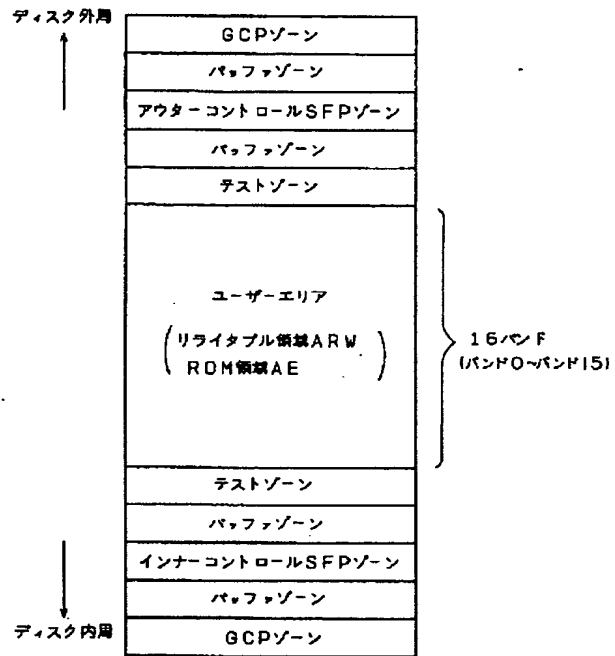 ディスク外周
GCPゾーン
バッファゾーン
アウターコントロールSFPゾーン
バッファゾーン
テストゾーン
ユーザーエリア
リライタブル領域ARW
ROM領域AE
16バンド
(バンド0~バンド15)
テストゾーン
バッファゾーン
インナーコントロールSFPゾーン
バッファゾーン
ディスク内周
GCPゾーン